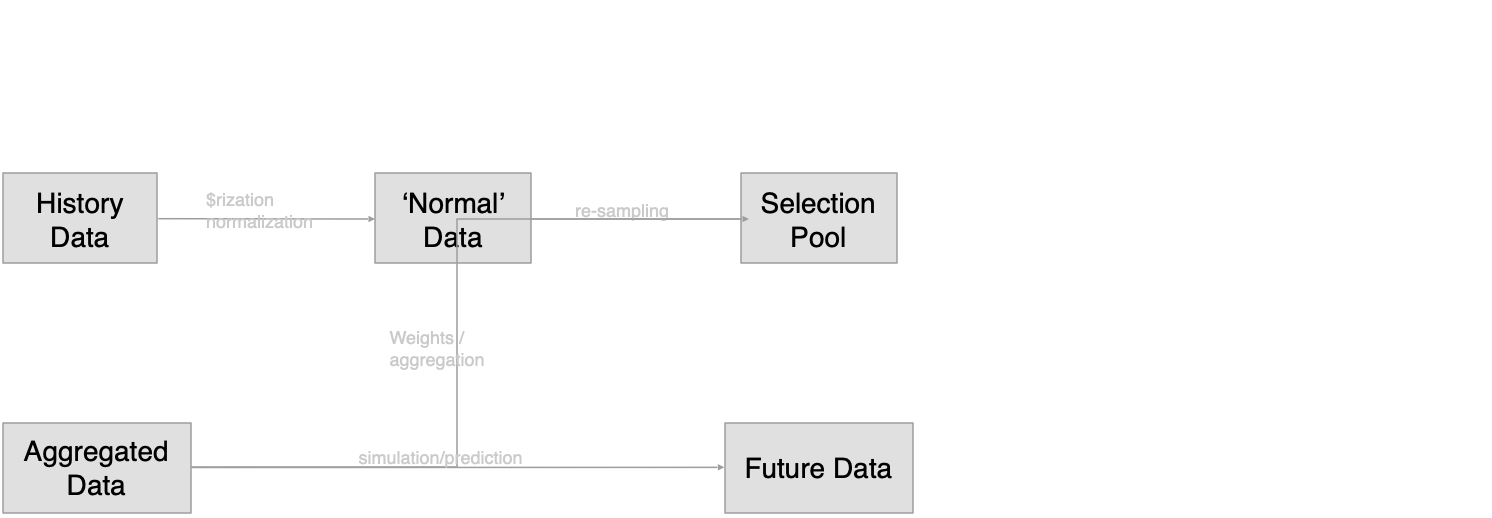 History
Data
$rization
normalization
‘Normal’
Data
re-sampling
Selection
Pool
Weights /
aggregation
Aggregated
Data
simulation/prediction
Future Data